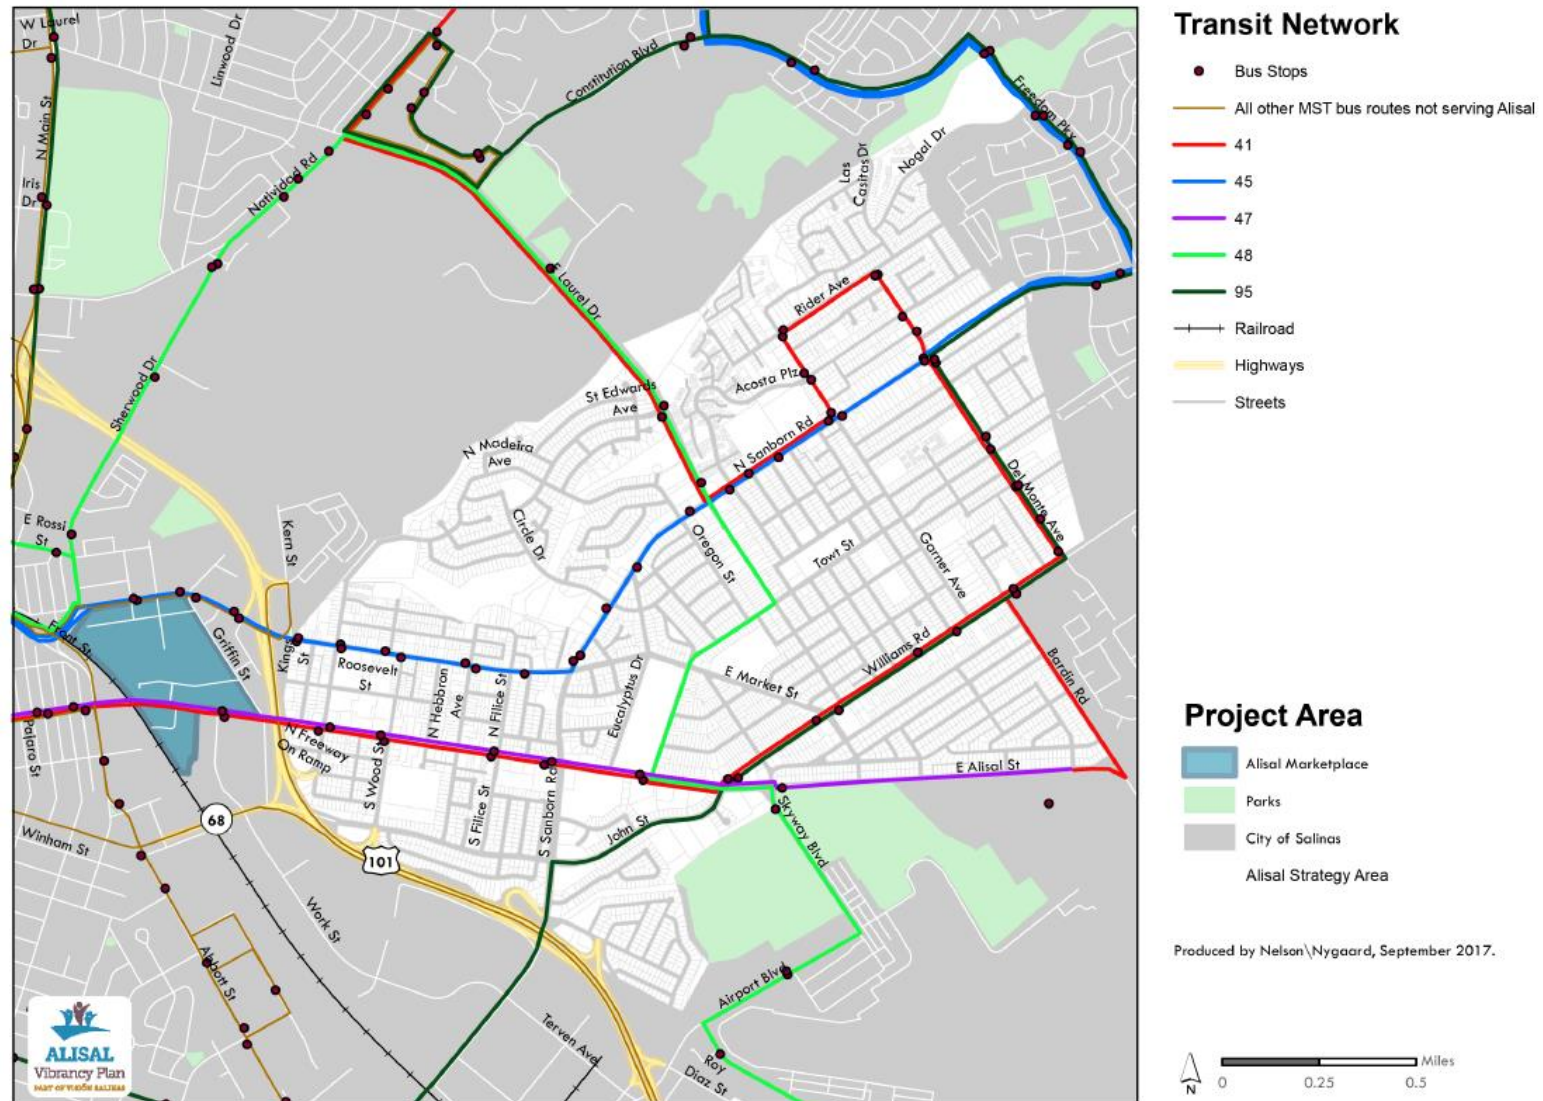 W Laurel
Dr
Linwood Dr
N Main St
Constitution Blvd
Freedom Pkx
Iris
Dr
Natividad Rd
Las
Casitas Dr
Nogal Dr
E Laurel Dr
Rider Ave
Sherwood Dr
St Edwards
Ave
Acosta Plz
N Madeira
Ave
N Sanborn Rd
Del Monte Ave
E Rossi
St
Kern St
Circle Dr
Oregon St
Towt St
Garner Ave
Front St
Griffin St
Kings
St
Roosevelt
St
N Hebbron
Ave
N Filice St
Eucalyptus Dr
E Market St
Williams Rd
Bardin Rd
Pajaro St
N Freeway
On Ramp
S Wood St
S Filice St
S Sanborn Rd
E Alisal St
John St
Skyway Blvd
Winham St
68
101
Work St
Abbott St
Airport Blvd
Terven Ave
Roy
Diaz St
ALISAL
Vibrancy Plan
PART OF VISIÓN SALINAS
Transit Network
Bus Stops
All other MST bus routes not serving Alisal
41
45
47
48
95
Railroad
Highways
Streets
Project Area
Alisal Marketplace
Parks
City of Salinas
Alisal Strategy Area
Produced by Nelson\Nygaard, September 2017.
N
Miles
0 0.25 0.5